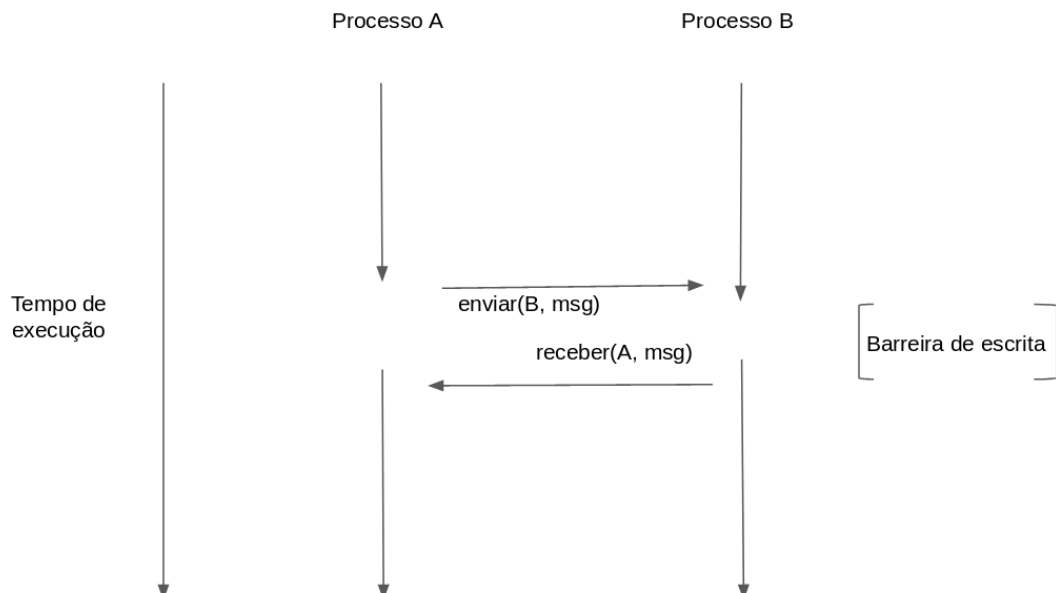 Processo A
Processo B
enviar(B, msg)
Tempo de
execução
receber(A, msg)
Barreira de escrita